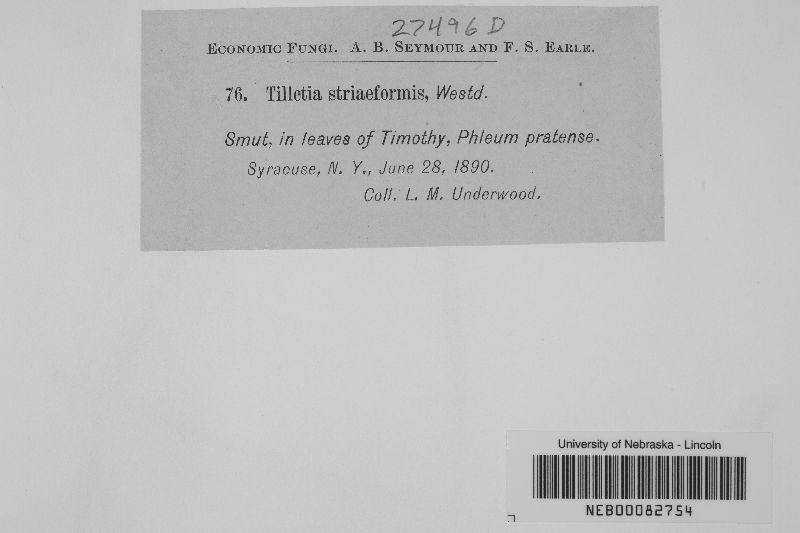 27496 D
Economic Fungi. A. B. Seymour and F. S. Earle.
76. Tilletia striaeformis, Westd.
Smut, in leaves of Timothy, Phleum pratense.
Syracuse, N. Y., June 28, 1890.
Coll. L. M. Underwood.
University of Nebraska - Lincoln
NEB00082754